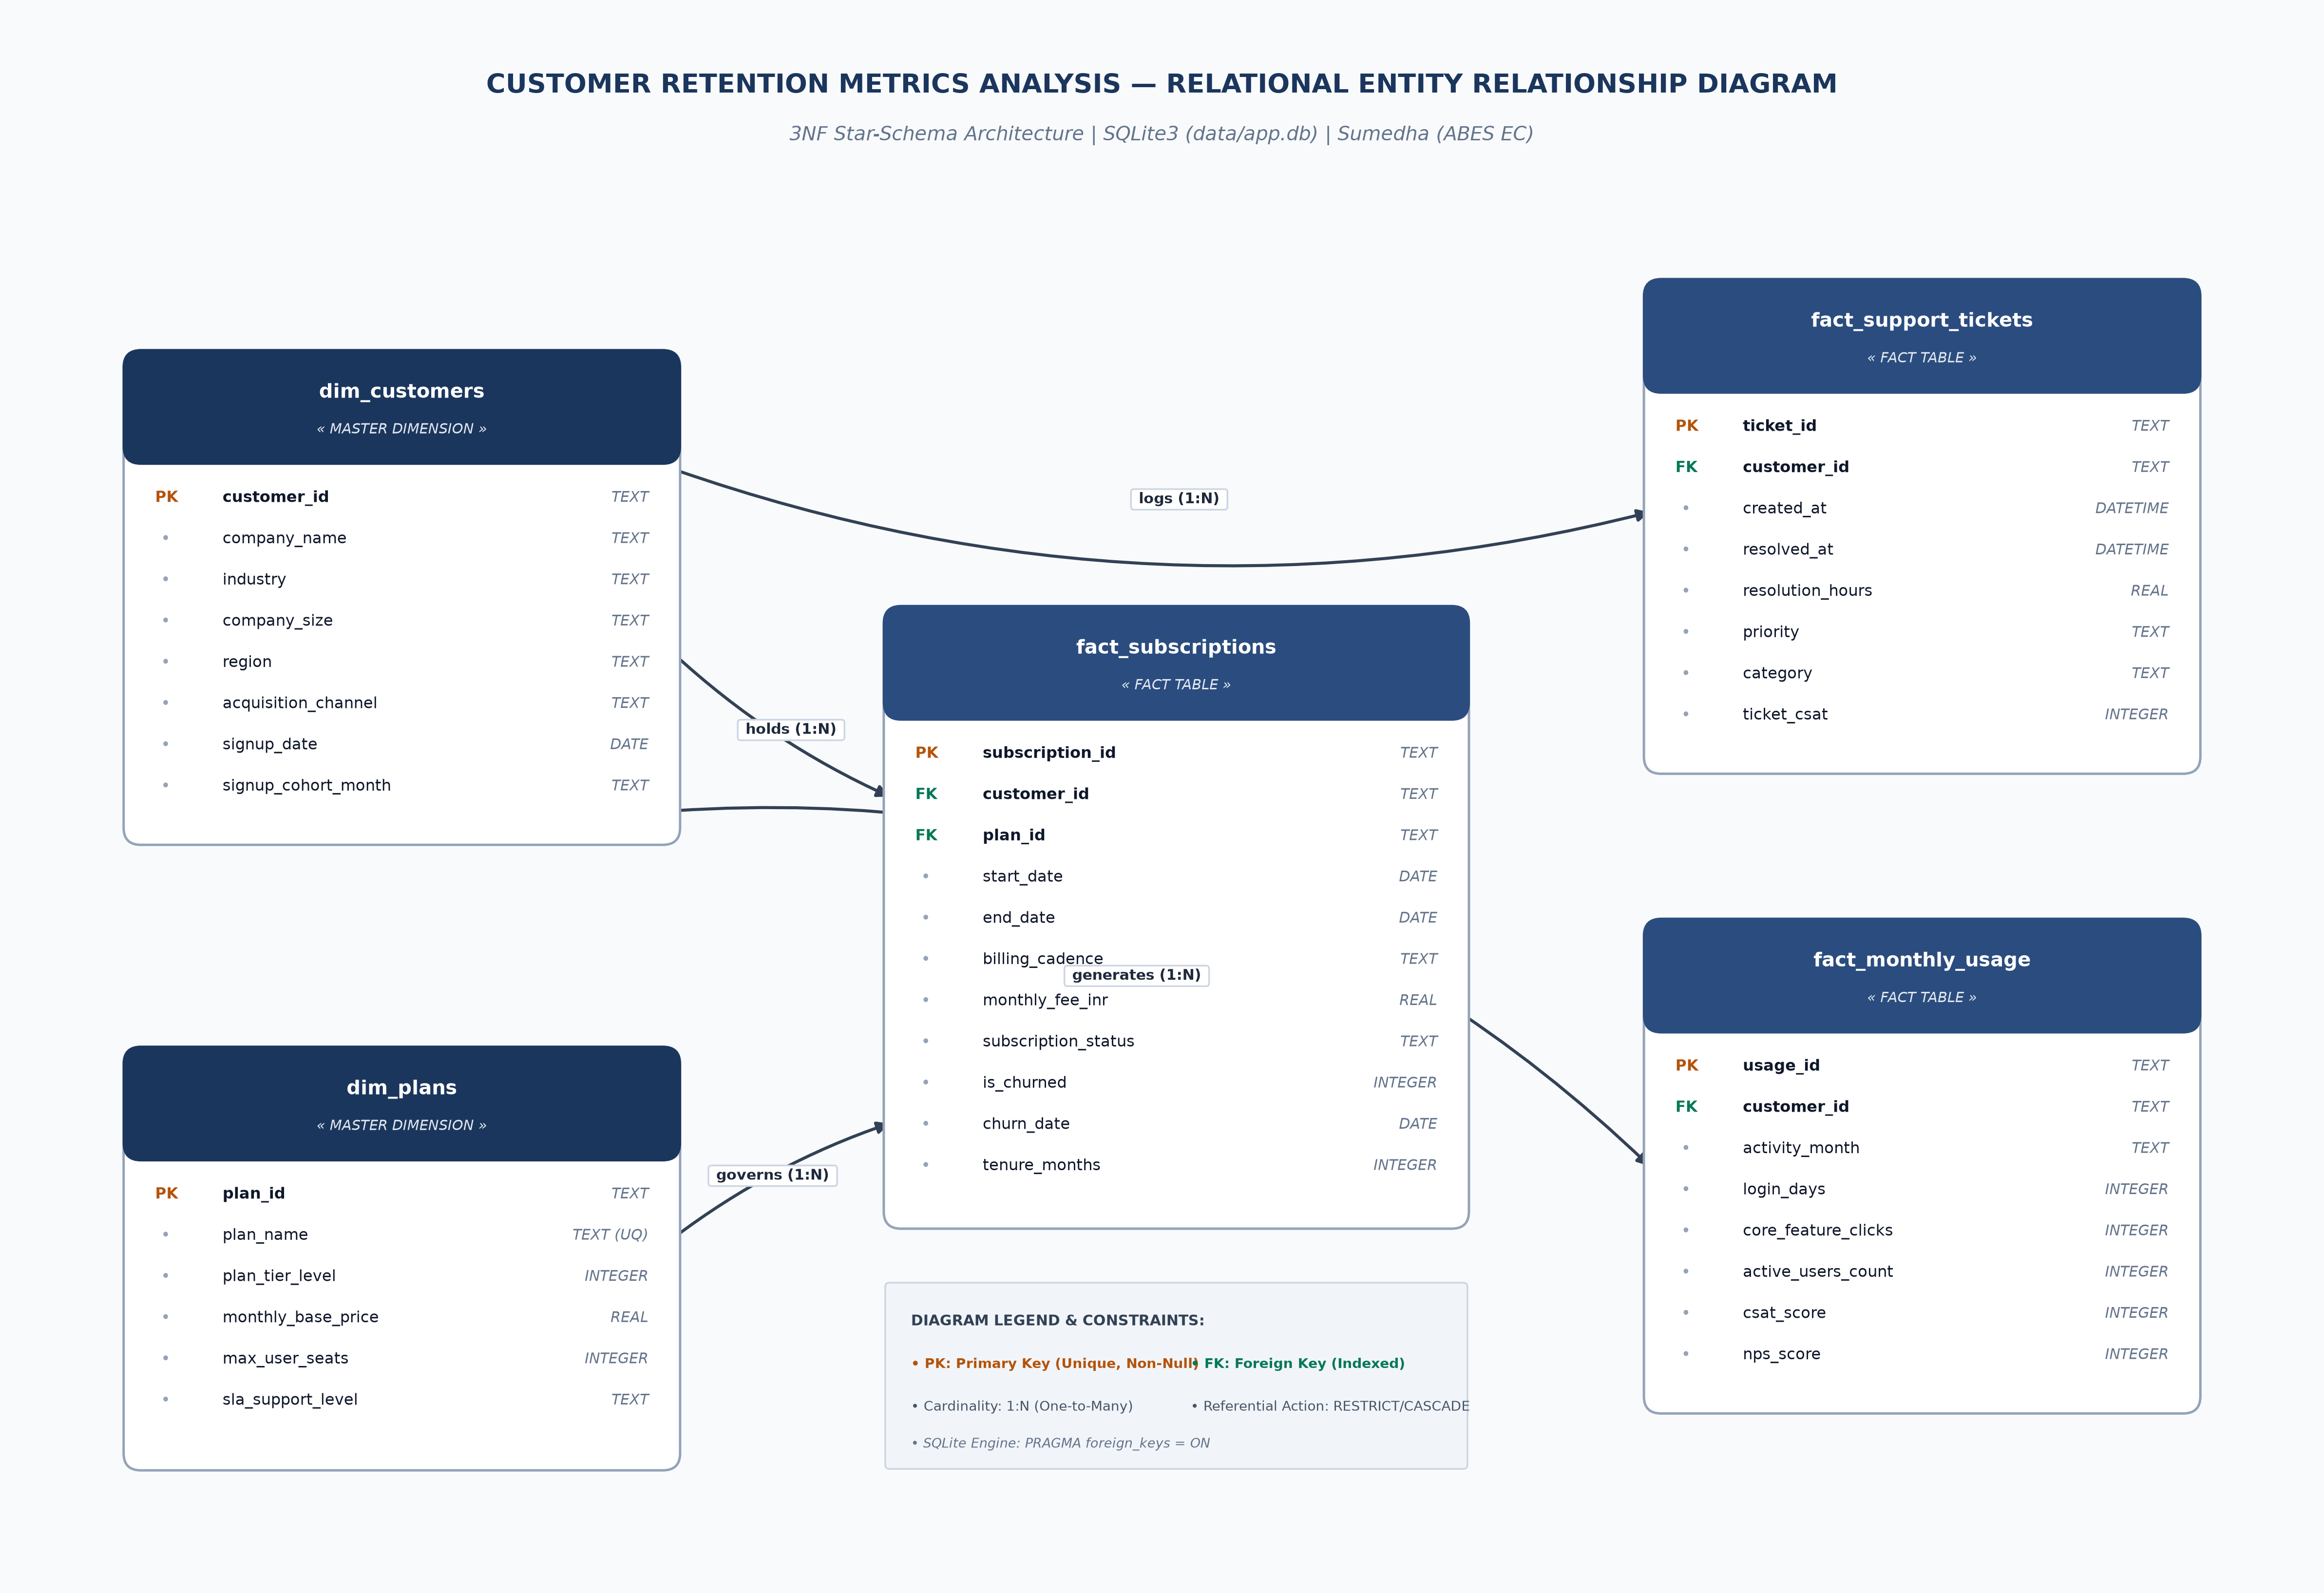 CUSTOMER RETENTION METRICS ANALYSIS — RELATIONAL ENTITY RELATIONSHIP DIAGRAM
3NF Star-Schema Architecture | SQLite3 (data/app.db) | Sumedha (ABES EC)
dim_customers
« MASTER DIMENSION »
PK customer_id TEXT
• company_name TEXT
• industry TEXT
• company_size TEXT
• region TEXT
• acquisition_channel TEXT
• signup_date DATE
• signup_cohort_month TEXT
dim_plans
« MASTER DIMENSION »
PK plan_id TEXT
• plan_name TEXT (UQ)
• plan_tier_level INTEGER
• monthly_base_price REAL
• max_user_seats INTEGER
• sla_support_level TEXT
logs (1:N)
holds (1:N)
governs (1:N)
fact_subscriptions
« FACT TABLE »
PK subscription_id TEXT
FK customer_id TEXT
FK plan_id TEXT
• start_date DATE
• end_date DATE
• billing_cadence TEXT
generates (1:N)
• monthly_fee_inr REAL
• subscription_status TEXT
• is_churned INTEGER
• churn_date DATE
• tenure_months INTEGER
DIAGRAM LEGEND & CONSTRAINTS:
• PK: Primary Key (Unique, Non-Null) • FK: Foreign Key (Indexed)
• Cardinality: 1:N (One-to-Many) • Referential Action: RESTRICT/CASCADE
• SQLite Engine: PRAGMA foreign_keys = ON
fact_support_tickets
« FACT TABLE »
PK ticket_id TEXT
FK customer_id TEXT
• created_at DATETIME
• resolved_at DATETIME
• resolution_hours REAL
• priority TEXT
• category TEXT
• ticket_csat INTEGER
fact_monthly_usage
« FACT TABLE »
PK usage_id TEXT
FK customer_id TEXT
• activity_month TEXT
• login_days INTEGER
• core_feature_clicks INTEGER
• active_users_count INTEGER
• csat_score INTEGER
• nps_score INTEGER